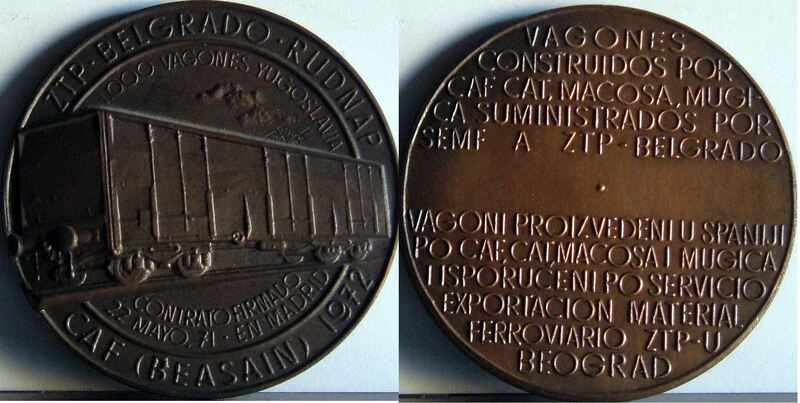 ZTP · BELGRADO · RUDNAP
1.000 VAGONES YUGOSLAVIA
CONTRATO FIRMADO
22 MAYO, 71 · EN MADRID
CAF (BEASAIN) 1972
VAGONES
CONSTRUIDOS POR
CAF, CAT, MACOSA, MUGI-
CA SUMINISTRADOS POR
SEMF A ZTP-BELGRADO
VAGONI PROIZVEDENI U SPANIJI
PO CAF, CAT, MACOSA I MUGICA
I ISPORUCENI PO SERVICIO
EXPORTACION MATERIAL
FERROVIARIO ZTP-U
BEOGRAD